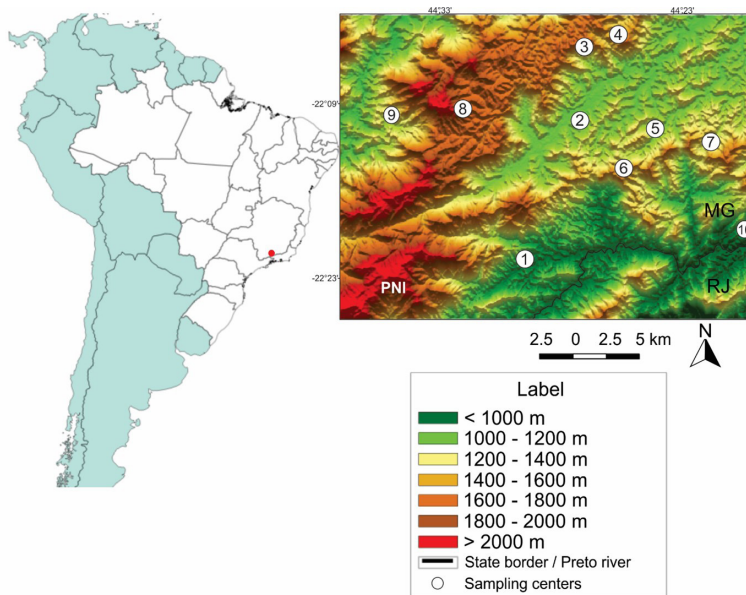 44°33'
44°23'
-22°09'
-22°23'
3
4
9
8
2
5
7
6
MG
10
1
PNI
RJ
2.5 0 2.5 5 km
N
Label
< 1000 m
1000 - 1200 m
1200 - 1400 m
1400 - 1600 m
1600 - 1800 m
1800 - 2000 m
> 2000 m
State border / Preto river
Sampling centers